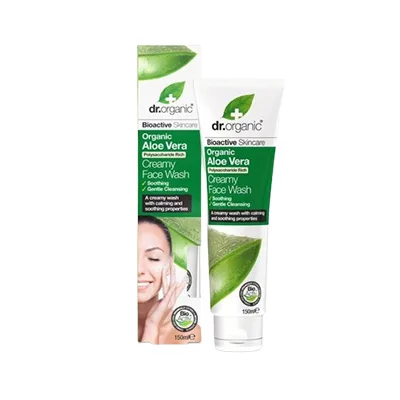 dr.organic
Bioactive Skincare
Organic
Aloe Vera
Polysaccharide Rich
Creamy
Face Wash
✓ Soothing
✓ Gentle Cleansing
A creamy wash
with calming and
soothing properties
Bio
150ml e
dr.organic
Bioactive Skincare
Organic
Aloe Vera
Polysaccharide Rich
Creamy
Face Wash
✓ Soothing
✓ Gentle Cleansing
A creamy wash with calming
and soothing properties
Bio
150ml e